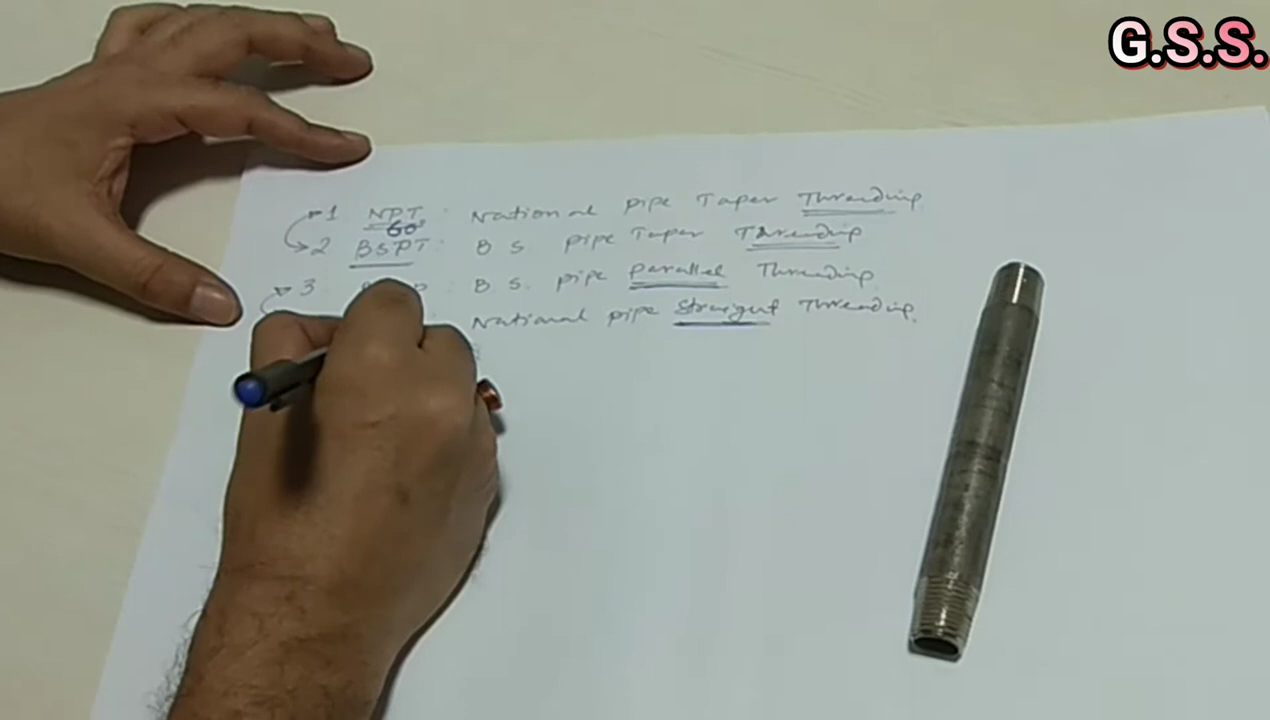 G.S.S.
1 NPT : National pipe Taper Threading
60°
2 BSPT : B S pipe Taper Threading
3 P : B S. pipe parallel Threading
National pipe Straight Threading.